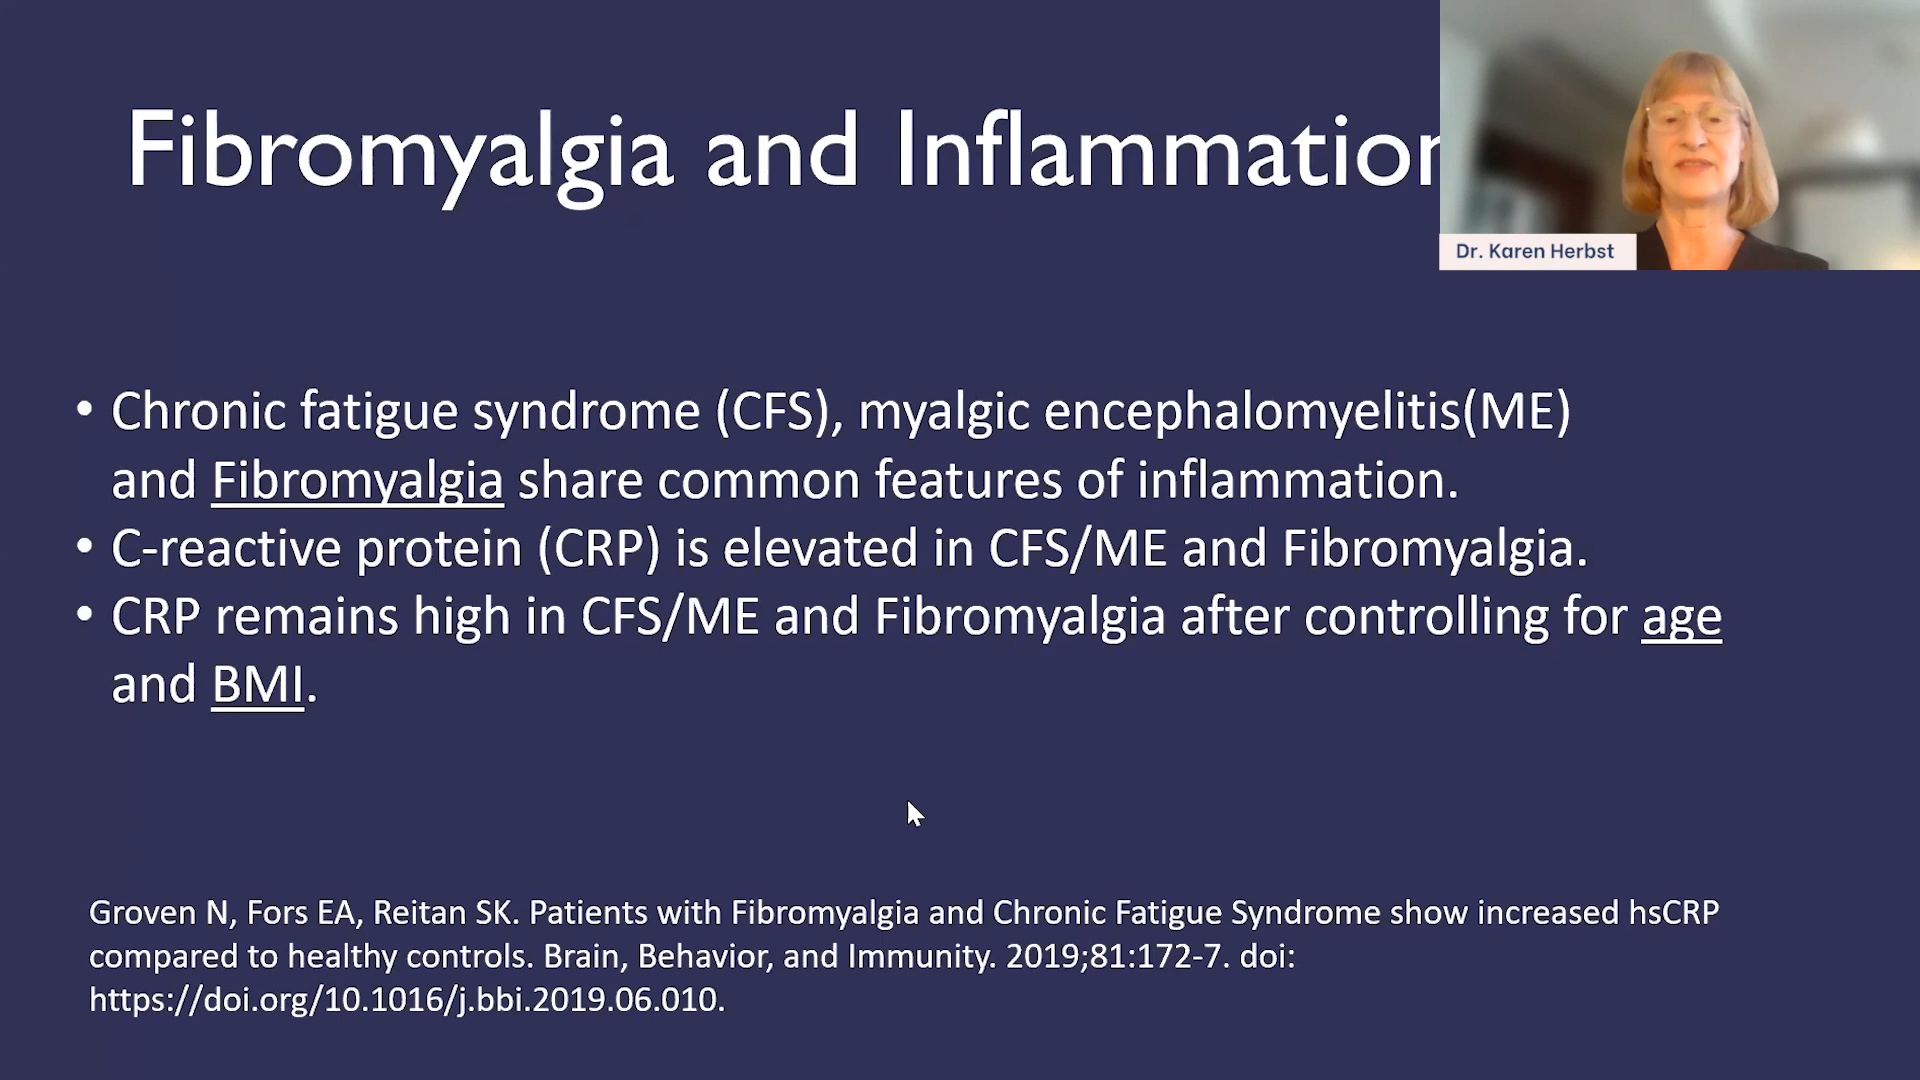 Fibromyalgia and Inflammation
Dr. Karen Herbst
• Chronic fatigue syndrome (CFS), myalgic encephalomyelitis(ME)
and Fibromyalgia share common features of inflammation.
• C-reactive protein (CRP) is elevated in CFS/ME and Fibromyalgia.
• CRP remains high in CFS/ME and Fibromyalgia after controlling for age
and BMI.
Groven N, Fors EA, Reitan SK. Patients with Fibromyalgia and Chronic Fatigue Syndrome show increased hsCRP
compared to healthy controls. Brain, Behavior, and Immunity. 2019;81:172-7. doi:
https://doi.org/10.1016/j.bbi.2019.06.010.